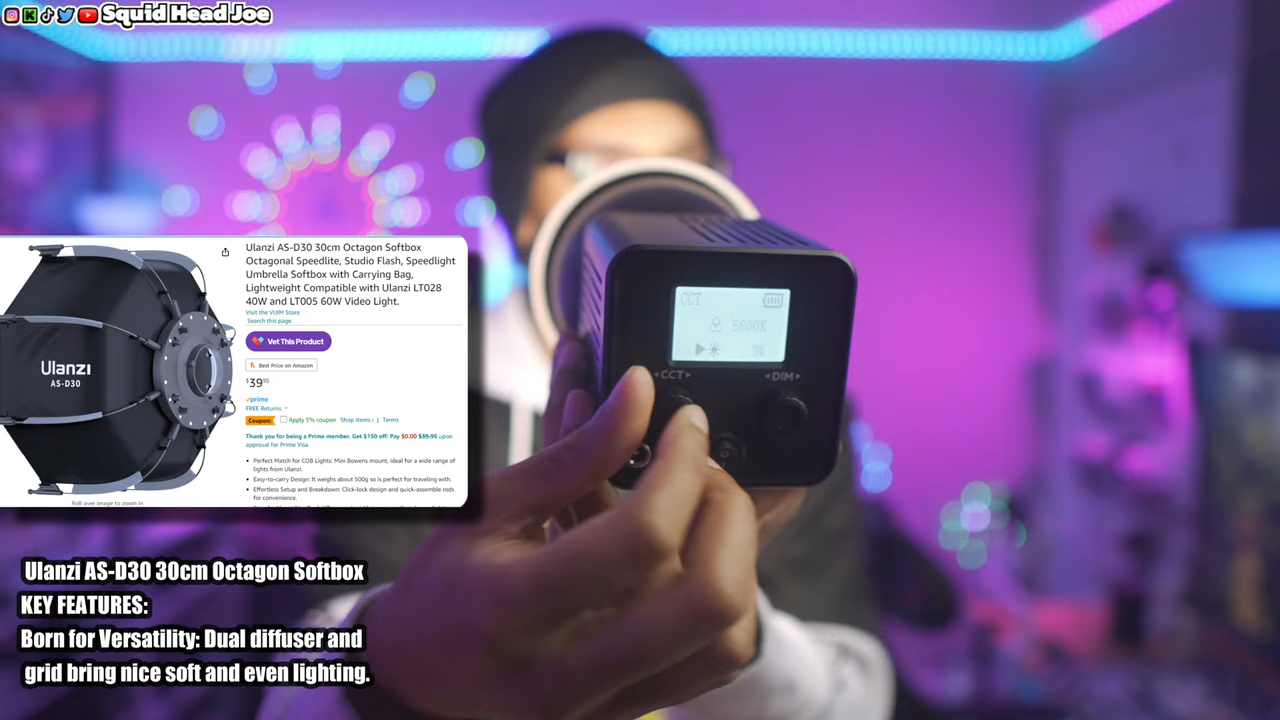 Squid Head Joe
Ulanzi AS-D30 30cm Octagon Softbox
Octagonal Speedlite, Studio Flash, Speedlight
Umbrella Softbox with Carrying Bag,
Lightweight Compatible with Ulanzi LT028
40W and LT005 60W Video Light.
Visit the VIJIM Store
Search this page
Vet This Product
Best Price on Amazon
$39.95
prime
FREE Returns
Coupon: Apply 5% coupon Shop items › | Terms
Thank you for being a Prime member. Get $150 off: Pay $0.00 $39.95 upon
approval for Prime Visa.
• Perfect Match for COB Lights: Mini Bowens mount, ideal for a wide range of
lights from Ulanzi.
• Easy-to-carry Design: It weighs about 500g so is perfect for traveling with.
• Effortless Setup and Breakdown: Click-lock design and quick-assemble rods
for convenience.
Ulanzi
AS-D30
Roll over image to zoom in
CCT
5600K
◄CCT►
◄DIM►
Ulanzi AS-D30 30cm Octagon Softbox
KEY FEATURES:
Born for Versatility: Dual diffuser and
grid bring nice soft and even lighting.